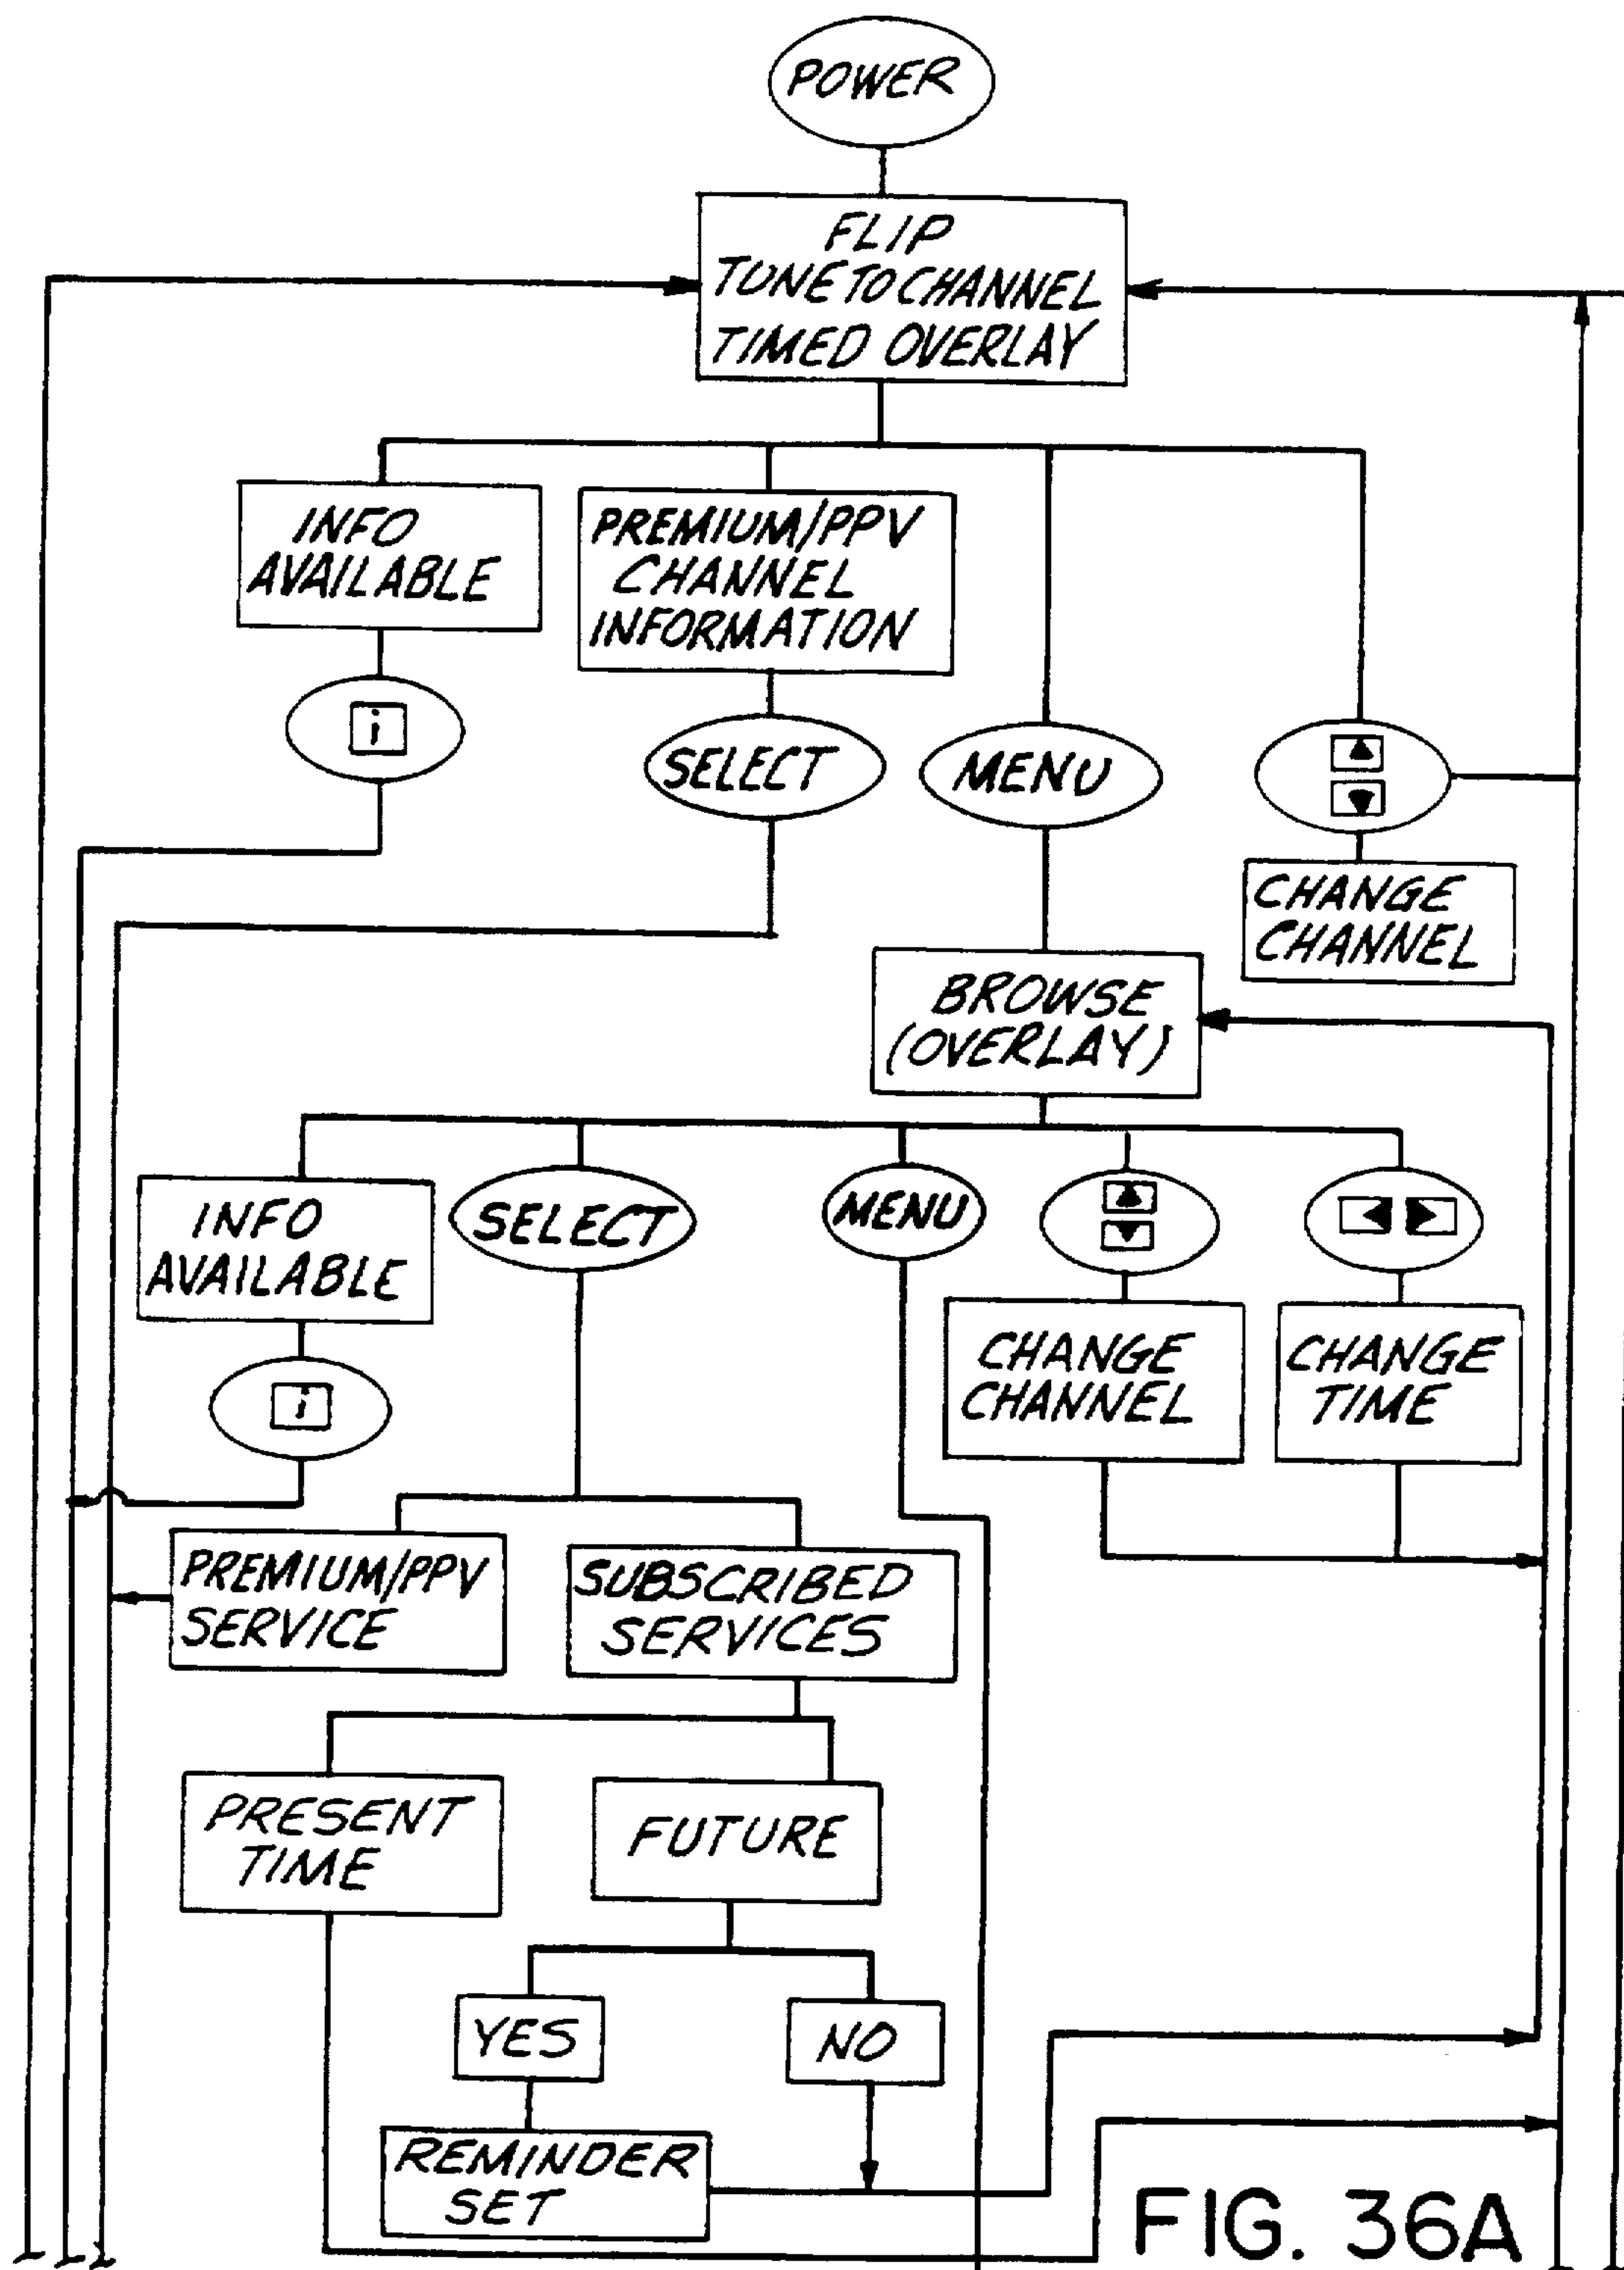 POWER
FLIP
TUNE TO CHANNEL
TIMED OVERLAY
INFO
AVAILABLE
PREMIUM/PPV
CHANNEL
INFORMATION
i
SELECT
MENU
CHANGE
CHANNEL
BROWSE
(OVERLAY)
INFO
AVAILABLE
SELECT
MENU
i
CHANGE
CHANNEL
CHANGE
TIME
PREMIUM/PPV
SERVICE
SUBSCRIBED
SERVICES
PRESENT
TIME
FUTURE
YES
NO
REMINDER
SET
FIG. 36A